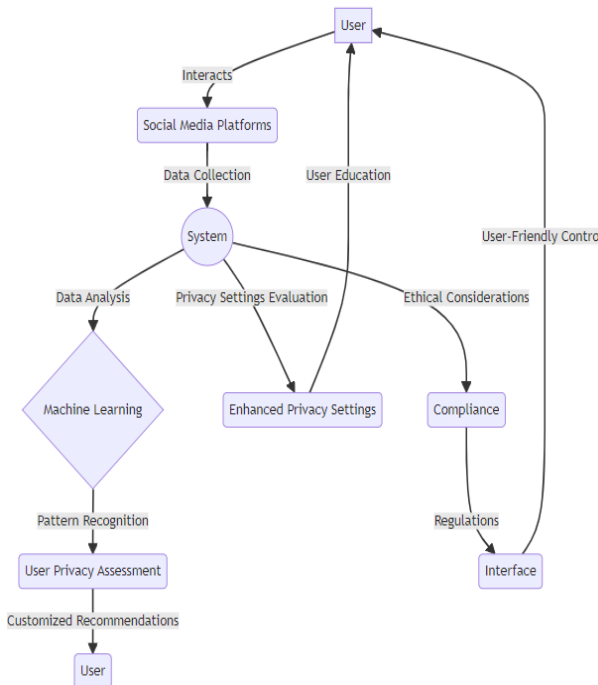 User
Interacts
Social Media Platforms
Data Collection
User Education
System
User-Friendly Contro
Data Analysis
Privacy Settings Evaluation
Ethical Considerations
Machine Learning
Enhanced Privacy Settings
Compliance
Pattern Recognition
Regulations
User Privacy Assessment
Interface
Customized Recommendations
User